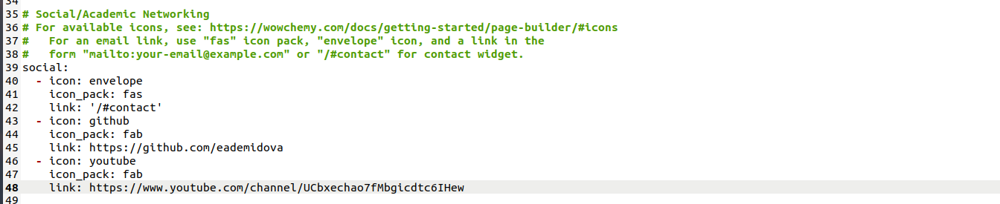 34
35 # Social/Academic Networking
36 # For available icons, see: https://wowchemy.com/docs/getting-started/page-builder/#icons
37 #   For an email link, use "fas" icon pack, "envelope" icon, and a link in the
38 #   form "mailto:your-email@example.com" or "/#contact" for contact widget.
39 social:
40   - icon: envelope
41     icon_pack: fas
42     link: '/#contact'
43   - icon: github
44     icon_pack: fab
45     link: https://github.com/eademidova
46   - icon: youtube
47     icon_pack: fab
48     link: https://www.youtube.com/channel/UCbxechao7fMbgicdtc6IHew
49